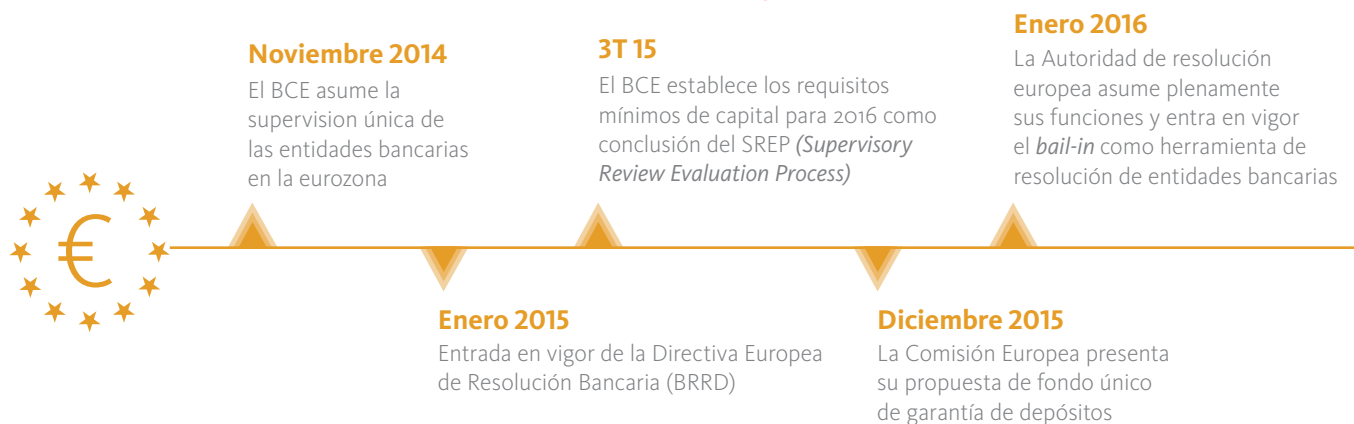 Noviembre 2014
El BCE asume la
supervision única de
las entidades bancarias
en la eurozona
€
Enero 2015
Entrada en vigor de la Directiva Europea
de Resolución Bancaria (BRRD)
3T 15
El BCE establece los requisitos
mínimos de capital para 2016 como
conclusión del SREP (Supervisory
Review Evaluation Process)
Diciembre 2015
La Comisión Europea presenta
su propuesta de fondo único
de garantía de depósitos
Enero 2016
La Autoridad de resolución
europea asume plenamente
sus funciones y entra en vigor
el bail-in como herramienta de
resolución de entidades bancarias